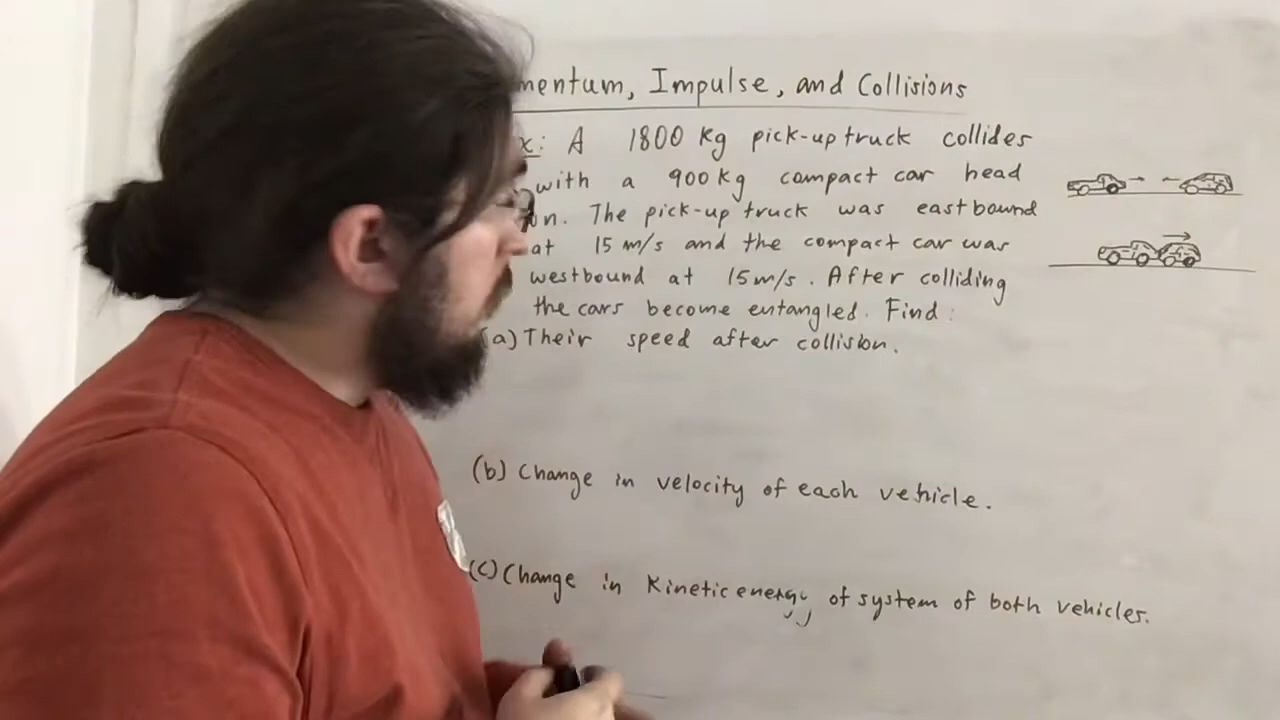 mentum, Impulse, and Collisions
x: A 1800 kg pick-up truck collides
with a 900 kg compact car head
on. The pick-up truck was eastbound
at 15 m/s and the compact car was
westbound at 15 m/s. After colliding
the cars become entangled. Find:
(a) Their speed after collision.
(b) Change in velocity of each vehicle.
(c) Change in Kinetic energy of system of both vehicles.